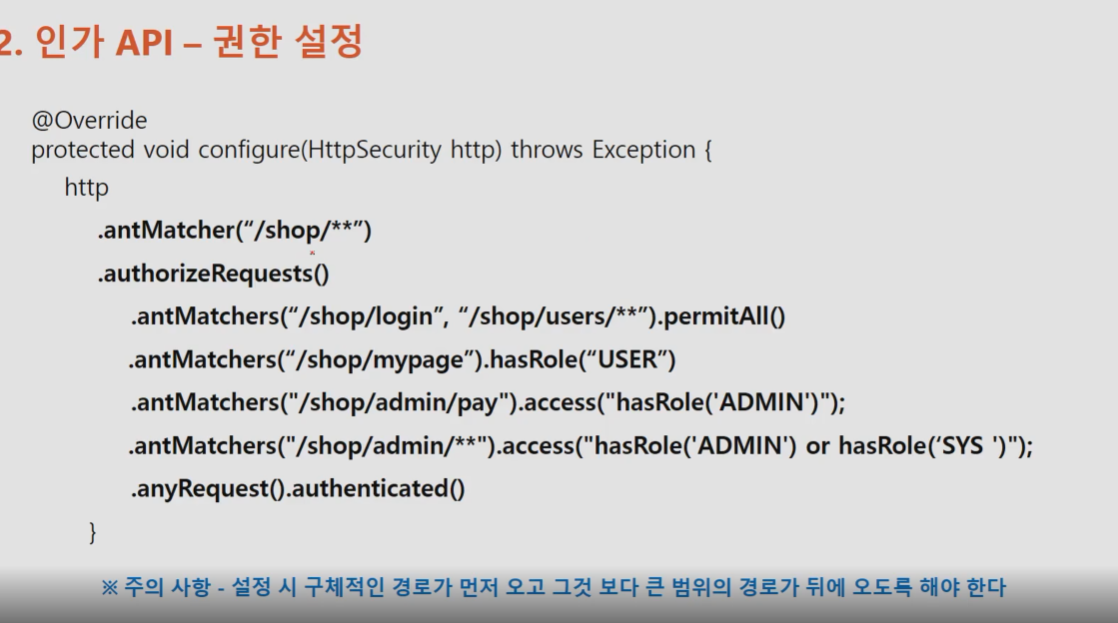 2. 인가 API – 권한 설정
@Override
protected void configure(HttpSecurity http) throws Exception {
http
.antMatcher(“/shop/**”)
.authorizeRequests()
.antMatchers(“/shop/login”, “/shop/users/**”).permitAll()
.antMatchers(“/shop/mypage”).hasRole(“USER”)
.antMatchers("/shop/admin/pay").access("hasRole('ADMIN')");
.antMatchers("/shop/admin/**").access("hasRole('ADMIN') or hasRole(‘SYS ')");
.anyRequest().authenticated()
}
※ 주의 사항 - 설정 시 구체적인 경로가 먼저 오고 그것 보다 큰 범위의 경로가 뒤에 오도록 해야 한다